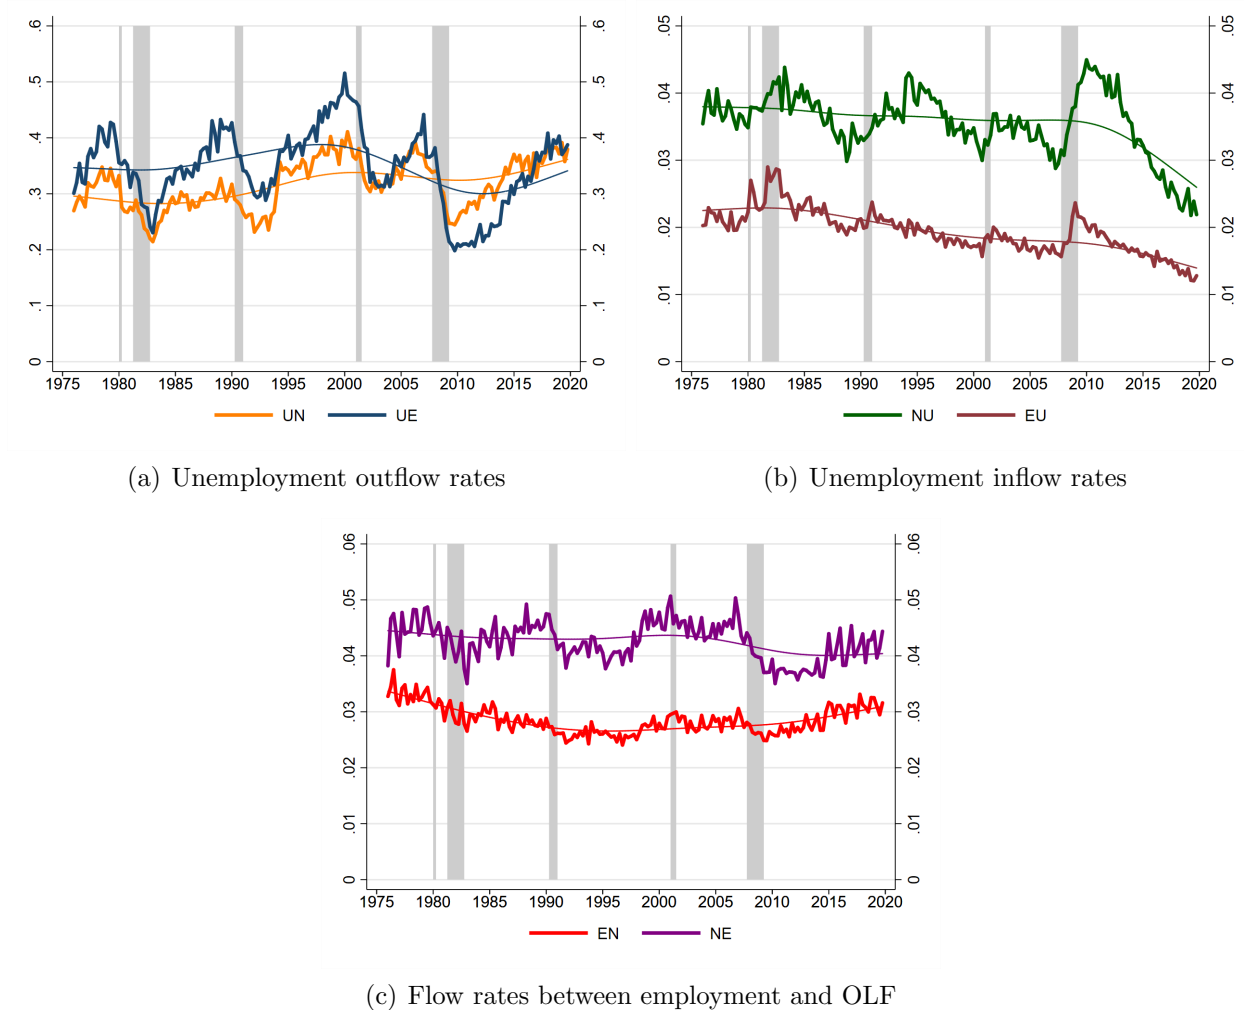 .6 .6
.5 .5
.4 .4
.3 .3
.2 .2
.1 .1
0 0
1975 1980 1985 1990 1995 2000 2005 2010 2015 2020
UN UE
(a) Unemployment outflow rates
.05 .05
.04 .04
.03 .03
.02 .02
.01 .01
0 0
1975 1980 1985 1990 1995 2000 2005 2010 2015 2020
NU EU
(b) Unemployment inflow rates
.06 .06
.05 .05
.04 .04
.03 .03
.02 .02
.01 .01
0 0
1975 1980 1985 1990 1995 2000 2005 2010 2015 2020
EN NE
(c) Flow rates between employment and OLF